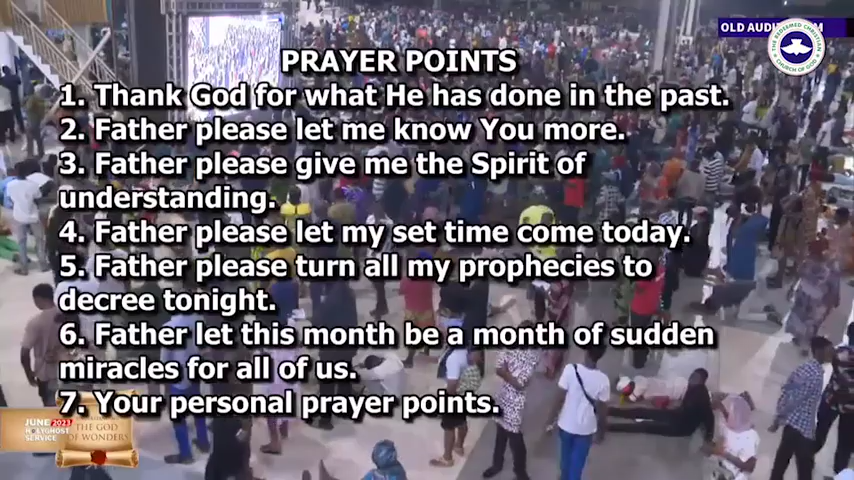 OLD AUDI M
THE REDEEMED CHRISTIAN
CHURCH OF GOD
PRAYER POINTS
1. Thank God for what He has done in the past.
2. Father please let me know You more.
3. Father please give me the Spirit of
understanding.
4. Father please let my set time come today.
5. Father please turn all my prophecies to
decree tonight.
6. Father let this month be a month of sudden
miracles for all of us.
7. Your personal prayer points.
JUNE 2023
HOLYGHOST
SERVICE
THE GOD
OF WONDERS